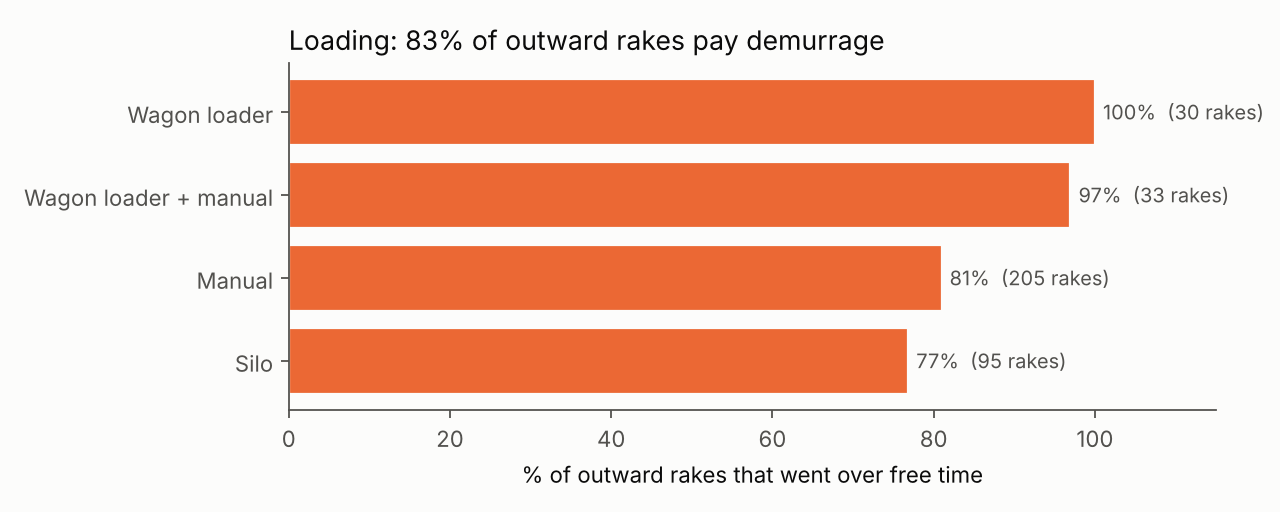 Loading: 83% of outward rakes pay demurrage
Wagon loader 100% (30 rakes)
Wagon loader + manual 97% (33 rakes)
Manual 81% (205 rakes)
Silo 77% (95 rakes)
0 20 40 60 80 100
% of outward rakes that went over free time